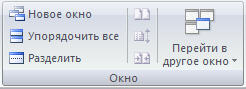 Новое окно
Упорядочить все
Разделить
Перейти в
другое окно
Окно